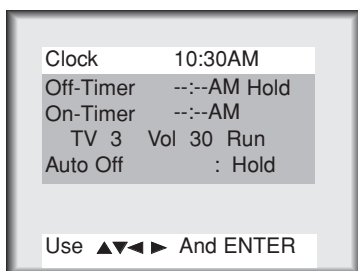 Clock 10:30AM
Off-Timer --:--AM Hold
On-Timer --:--AM
TV 3 Vol 30 Run
Auto Off : Hold
Use ▲▼◄ ► And ENTER